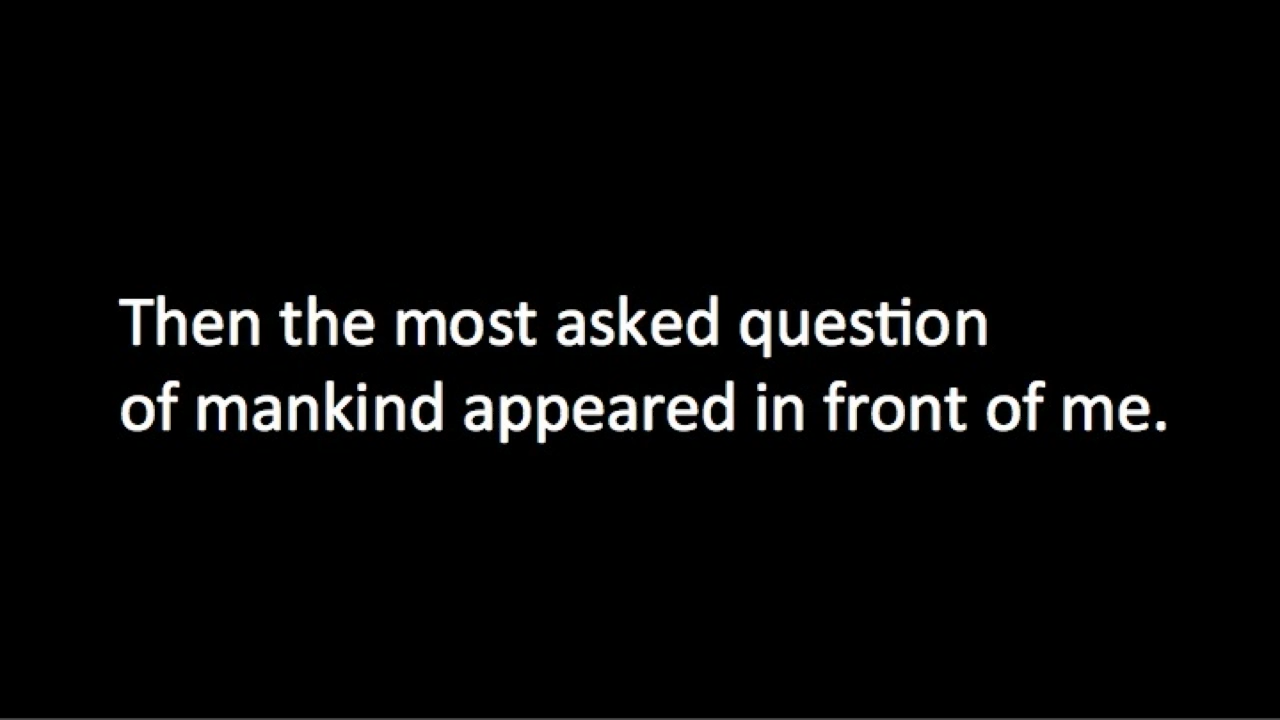 Then the most asked question
of mankind appeared in front of me.